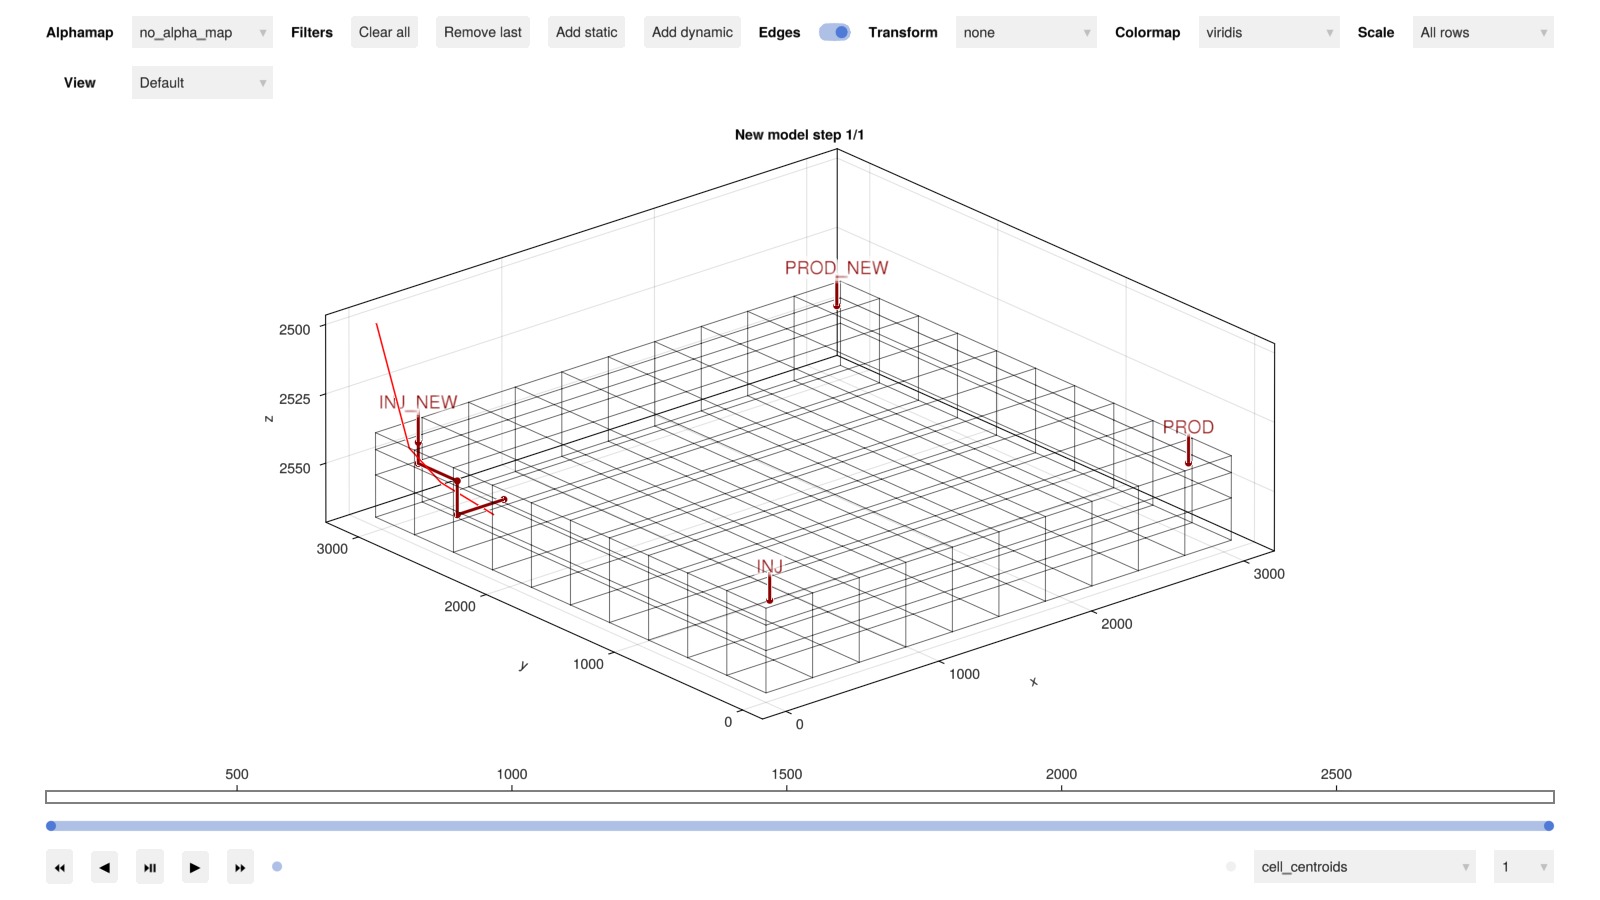 Alphamap no_alpha_map Filters Clear all Remove last Add static Add dynamic Edges Transform none Colormap viridis Scale All rows
View Default
New model step 1/1
PROD_NEW
2500
INJ_NEW
2525
z
PROD
2550
3000
INJ
3000
2000
2000
y
1000
1000
x
0
0
500 1000 1500 2000 2500
cell_centroids 1